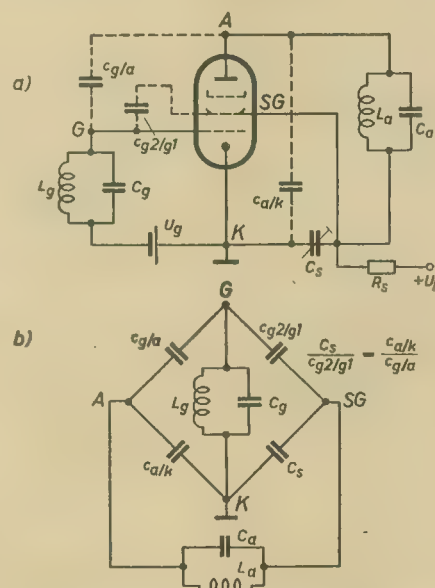 a)
A
c_g/a
SG
G
c_g2/g1
L_a
C_a
L_g
C_g
c_a/k
U_g
K
C_s
R_s
b)
G
c_g/a
c_g2/g1
C_s / c_g2/g1 = c_a/k / c_g/a
A
L_g
C_g
SG
c_a/k
C_s
K
C_a
L_a